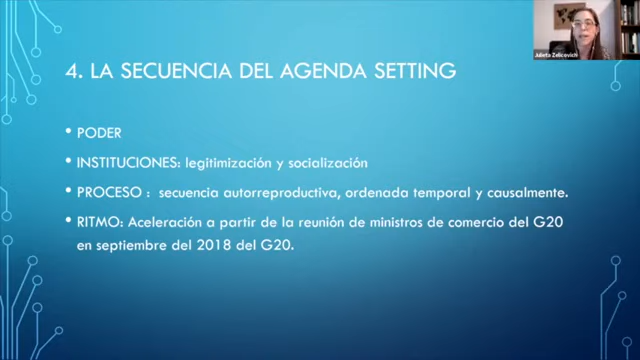 Julieta Zelicovich
4. LA SECUENCIA DEL AGENDA SETTING
• PODER
• INSTITUCIONES: legitimización y socialización
• PROCESO : secuencia autorreproductiva, ordenada temporal y causalmente.
• RITMO: Aceleración a partir de la reunión de ministros de comercio del G20
en septiembre del 2018 del G20.